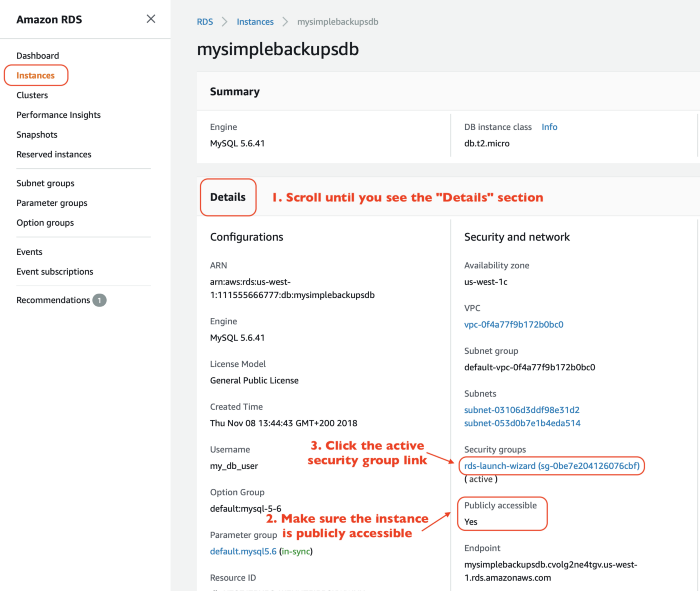 Amazon RDS
Dashboard
Instances
Clusters
Performance Insights
Snapshots
Reserved instances
Subnet groups
Parameter groups
Option groups
Events
Event subscriptions
Recommendations 1
RDS > Instances > mysimplebackupsdb
mysimplebackupsdb
Summary
Engine
MySQL 5.6.41
DB instance class Info
db.t2.micro
Details
1. Scroll until you see the "Details" section
Configurations
ARN
arn:aws:rds:us-west-
1:111555666777:db:mysimplebackupsdb
Engine
MySQL 5.6.41
License Model
General Public License
Created Time
Thu Nov 08 13:44:43 GMT+200 2018
Username
my_db_user
Option Group
default:mysql-5-6
Parameter group
default.mysql5.6 (in-sync)
Resource ID
Security and network
Availability zone
us-west-1c
VPC
vpc-0f4a77f9b172b0bc0
Subnet group
default-vpc-0f4a77f9b172b0bc0
Subnets
subnet-03106d3ddf98e31d2
subnet-053d0b7e1b4eda514
3. Click the active
security group link
Security groups
rds-launch-wizard (sg-0be7e204126076cbf)
( active )
2. Make sure the instance
is publicly accessible
Publicly accessible
Yes
Endpoint
mysimplebackupsdb.cvolg2ne4tgv.us-west-
1.rds.amazonaws.com